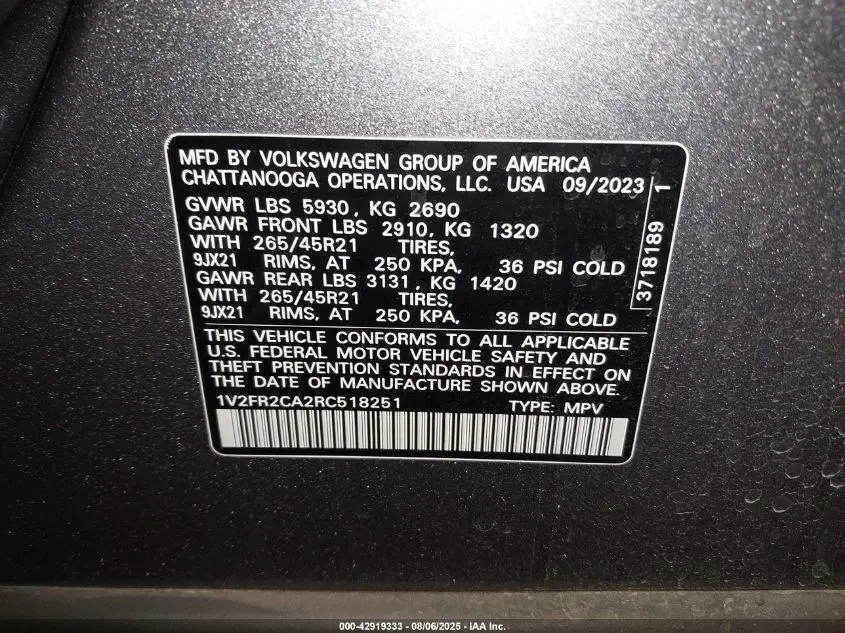 MFD BY VOLKSWAGEN GROUP OF AMERICA
CHATTANOOGA OPERATIONS, LLC. USA 09/2023
GVWR LBS 5930, KG 2690
GAWR FRONT LBS 2910, KG 1320
WITH 265/45R21 TIRES,
9JX21 RIMS, AT 250 KPA, 36 PSI COLD
GAWR REAR LBS 3131, KG 1420
WITH 265/45R21 TIRES,
9JX21 RIMS, AT 250 KPA, 36 PSI COLD
3718189 1
THIS VEHICLE CONFORMS TO ALL APPLICABLE
U.S. FEDERAL MOTOR VEHICLE SAFETY AND
THEFT PREVENTION STANDARDS IN EFFECT ON
THE DATE OF MANUFACTURE SHOWN ABOVE.
1V2FR2CA2RC518251 TYPE: MPV
000-42919333 - 08/06/2025 - IAA Inc.